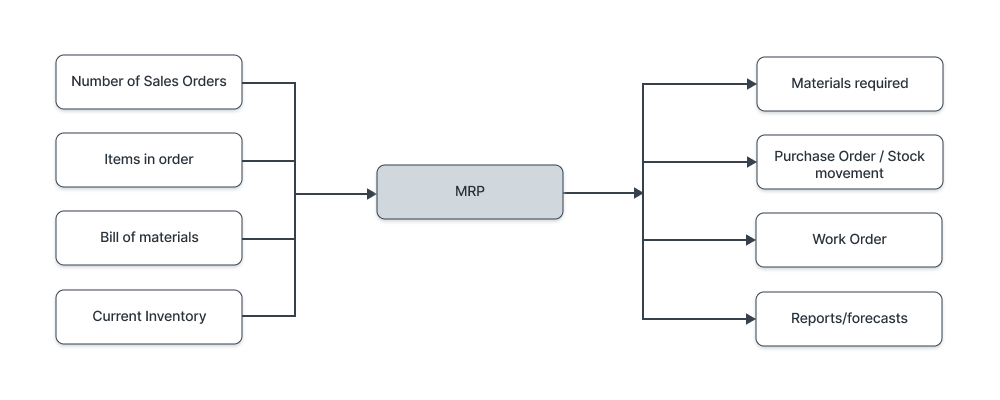 Number of Sales Orders
Items in order
Bill of materials
Current Inventory
MRP
Materials required
Purchase Order / Stock
movement
Work Order
Reports/forecasts